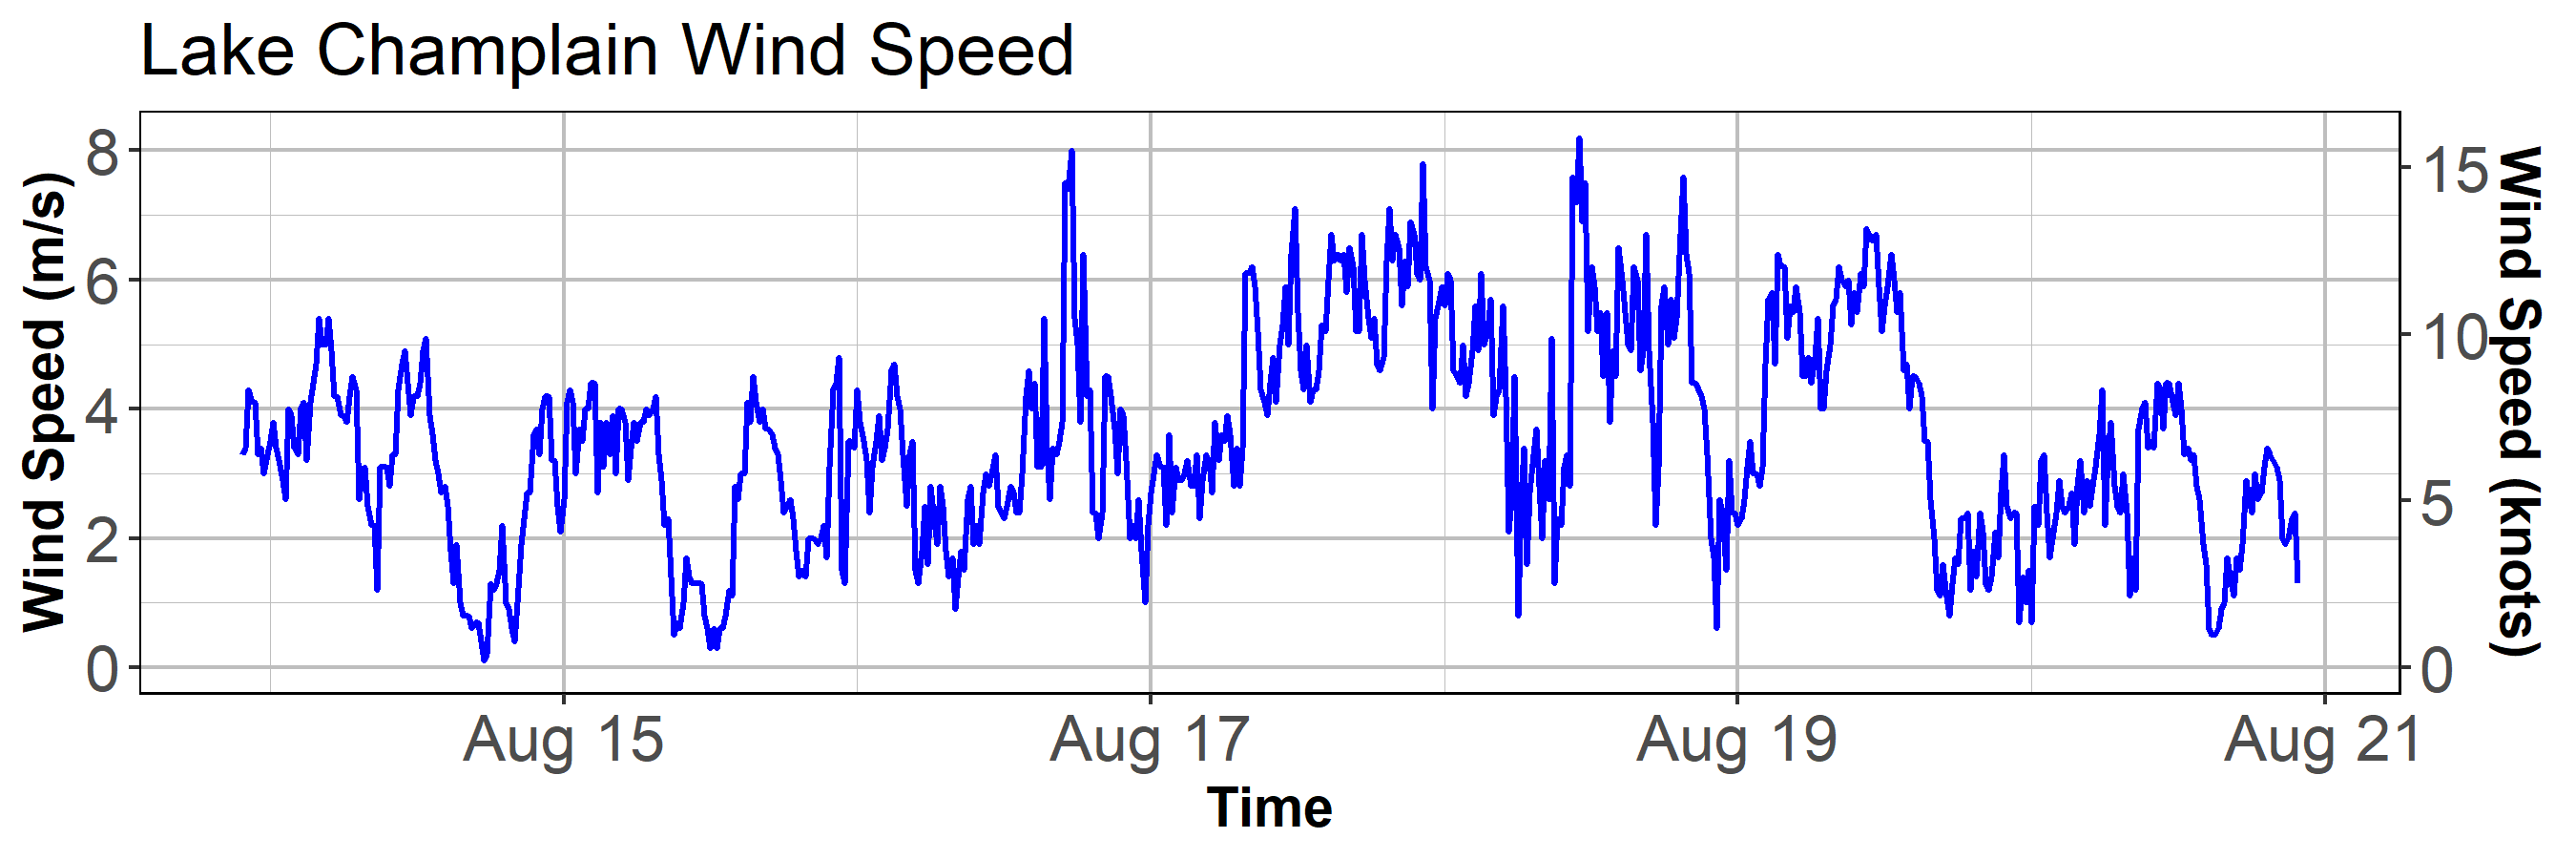 Lake Champlain Wind Speed
Wind Speed (m/s)
8
6
4
2
0
15
10
5
0
Wind Speed (knots)
Aug 15
Aug 17
Aug 19
Aug 21
Time